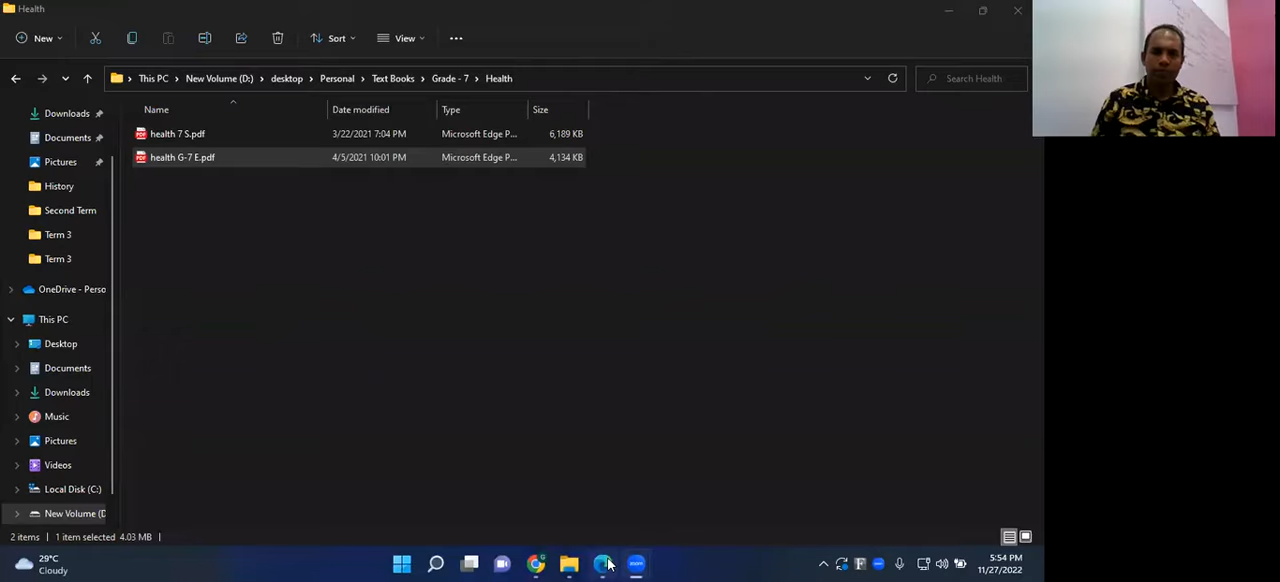 Health
New
Sort
View
This PC
New Volume (D:)
desktop
Personal
Text Books
Grade - 7
Health
Search Health
Name
Date modified
Type
Size
health 7 S.pdf
3/22/2021 7:04 PM
Microsoft Edge P...
6,189 KB
health G-7 E.pdf
4/5/2021 10:01 PM
Microsoft Edge P...
4,134 KB
Downloads
Documents
Pictures
History
Second Term
Term 3
Term 3
OneDrive - Perso
This PC
Desktop
Documents
Downloads
Music
Pictures
Videos
Local Disk (C:)
New Volume (D
2 items
1 item selected 4.03 MB
29°C
Cloudy
zoom
5:54 PM
11/27/2022